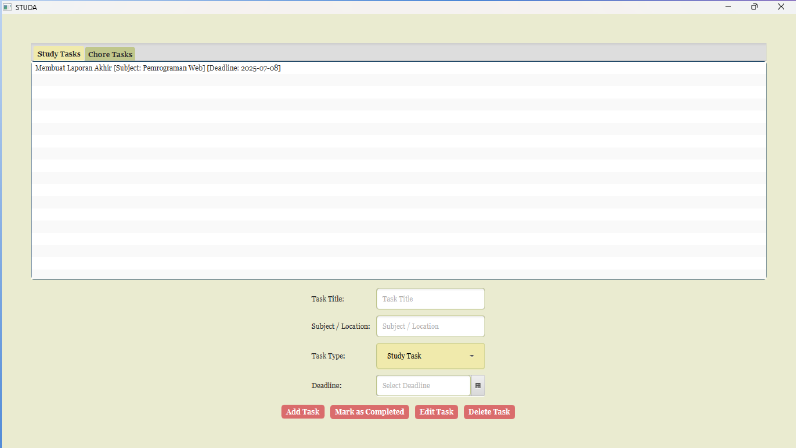 STUDA
Study Tasks Chore Tasks
Membuat Laporan Akhir [Subject: Pemrograman Web] [Deadline: 2025-07-08]
Task Title: Task Title
Subject / Location: Subject / Location
Task Type: Study Task
Deadline: Select Deadline
Add Task Mark as Completed Edit Task Delete Task